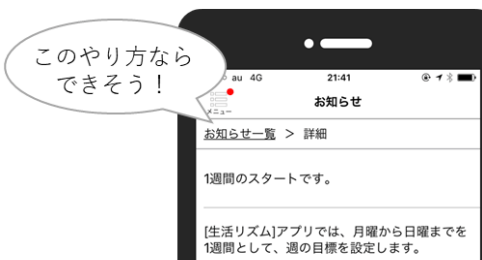 このやり方なら
できそう！
au 4G 21:41
メニュー
お知らせ
お知らせ一覧 ＞ 詳細
1週間のスタートです。
[生活リズム]アプリでは、月曜から日曜までを
1週間として、週の目標を設定します。